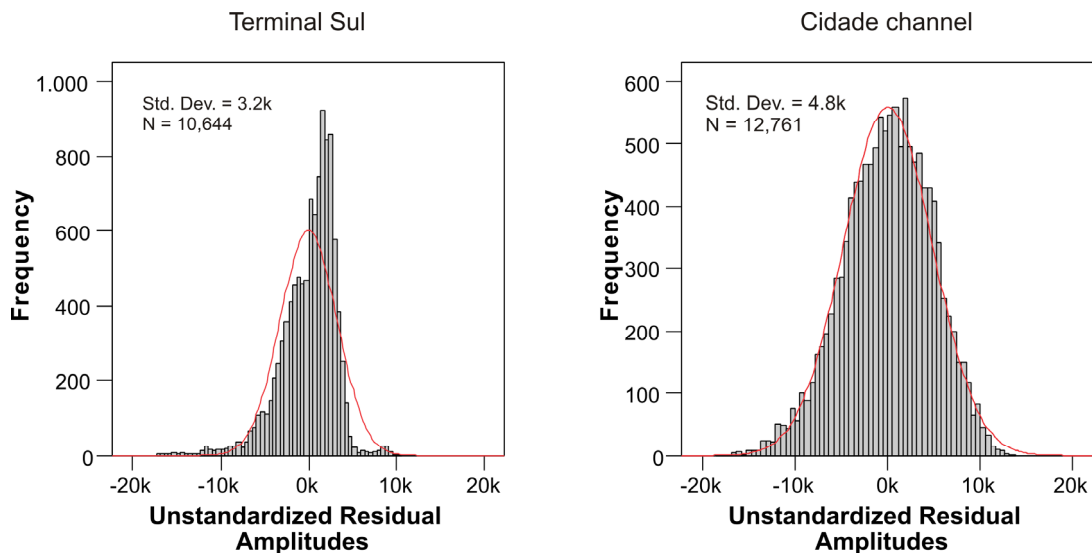 Terminal Sul
Std. Dev. = 3.2k
N = 10,644
Frequency
1.000
800
600
400
200
0
-20k -10k 0k 10k 20k
Unstandardized Residual
Amplitudes
Cidade channel
Std. Dev. = 4.8k
N = 12,761
Frequency
600
500
400
300
200
100
0
-20k -10k 0k 10k 20k
Unstandardized Residual
Amplitudes